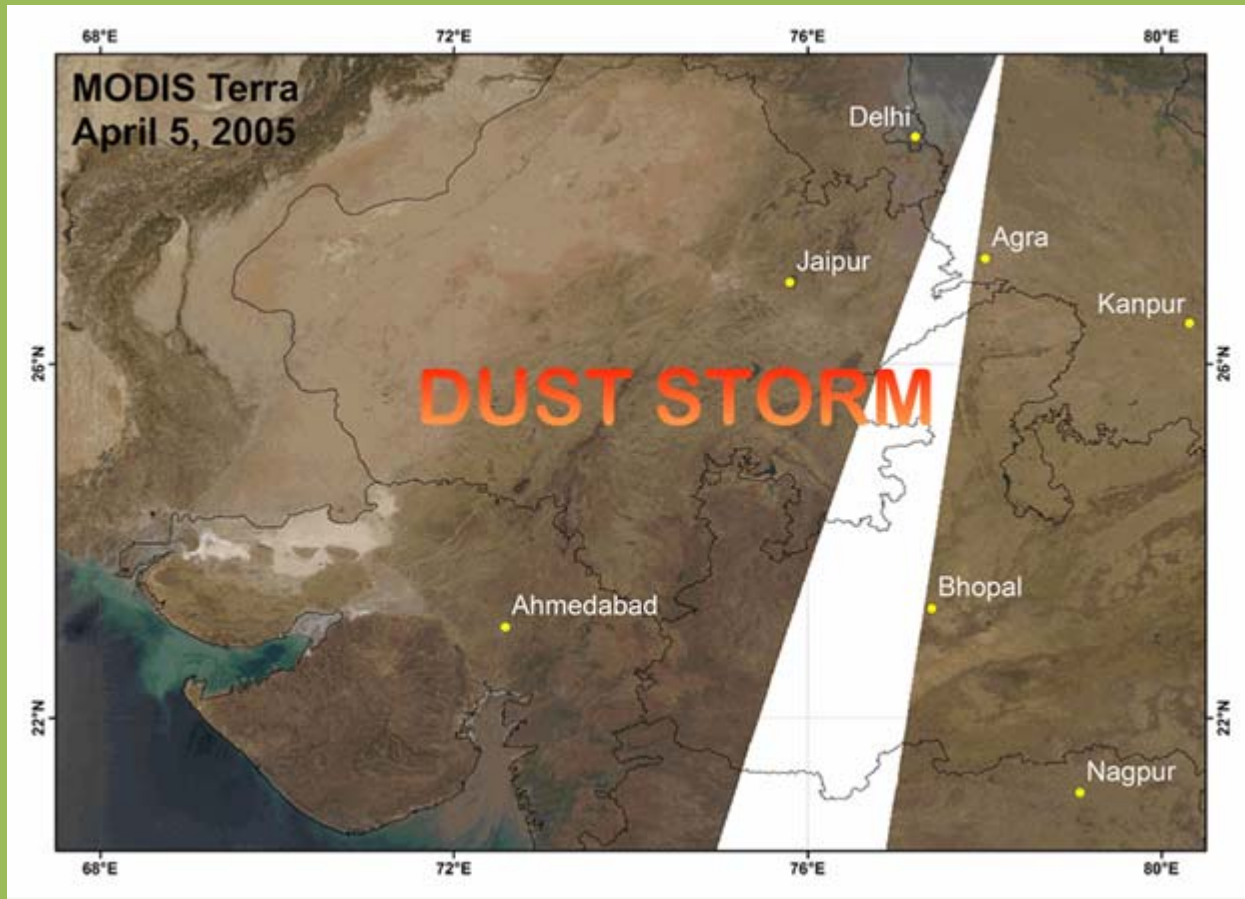 68°E 72°E 76°E 80°E
MODIS Terra
April 5, 2005
Delhi
Agra
Jaipur
Kanpur
26°N 26°N
DUST STORM
Bhopal
Ahmedabad
22°N 22°N
Nagpur
68°E 72°E 76°E 80°E